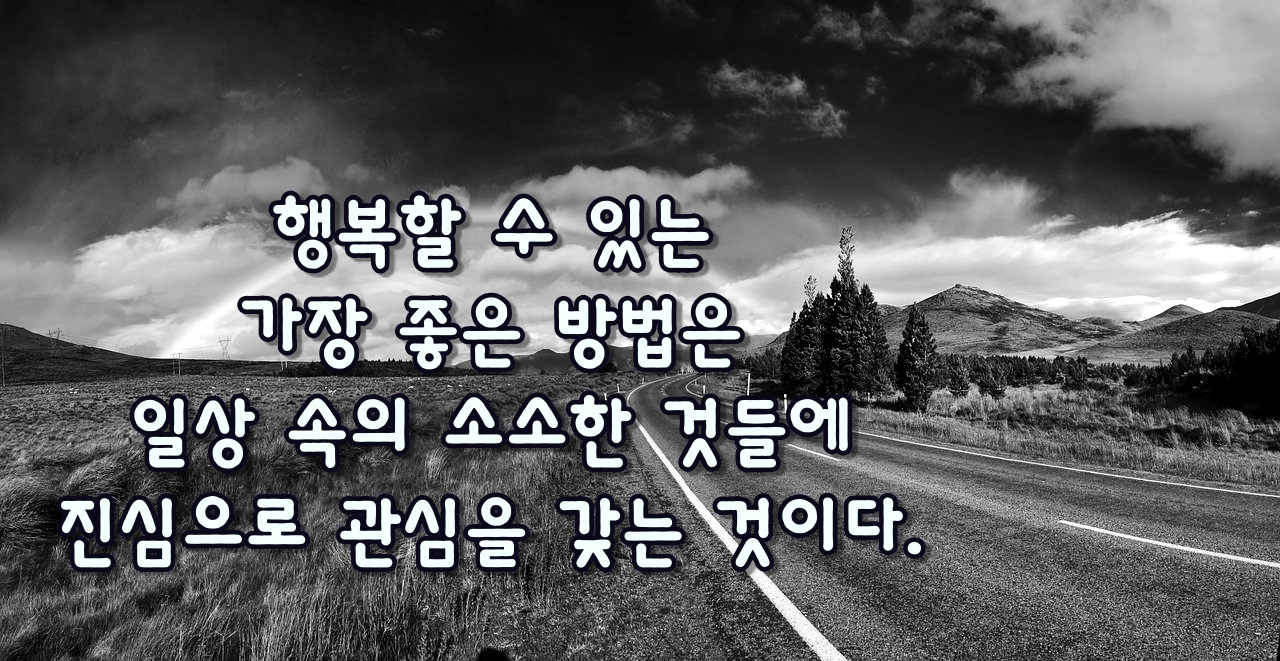 행복할 수 있는
가장 좋은 방법은
일상 속의 소소한 것들에
진심으로 관심을 갖는 것이다.